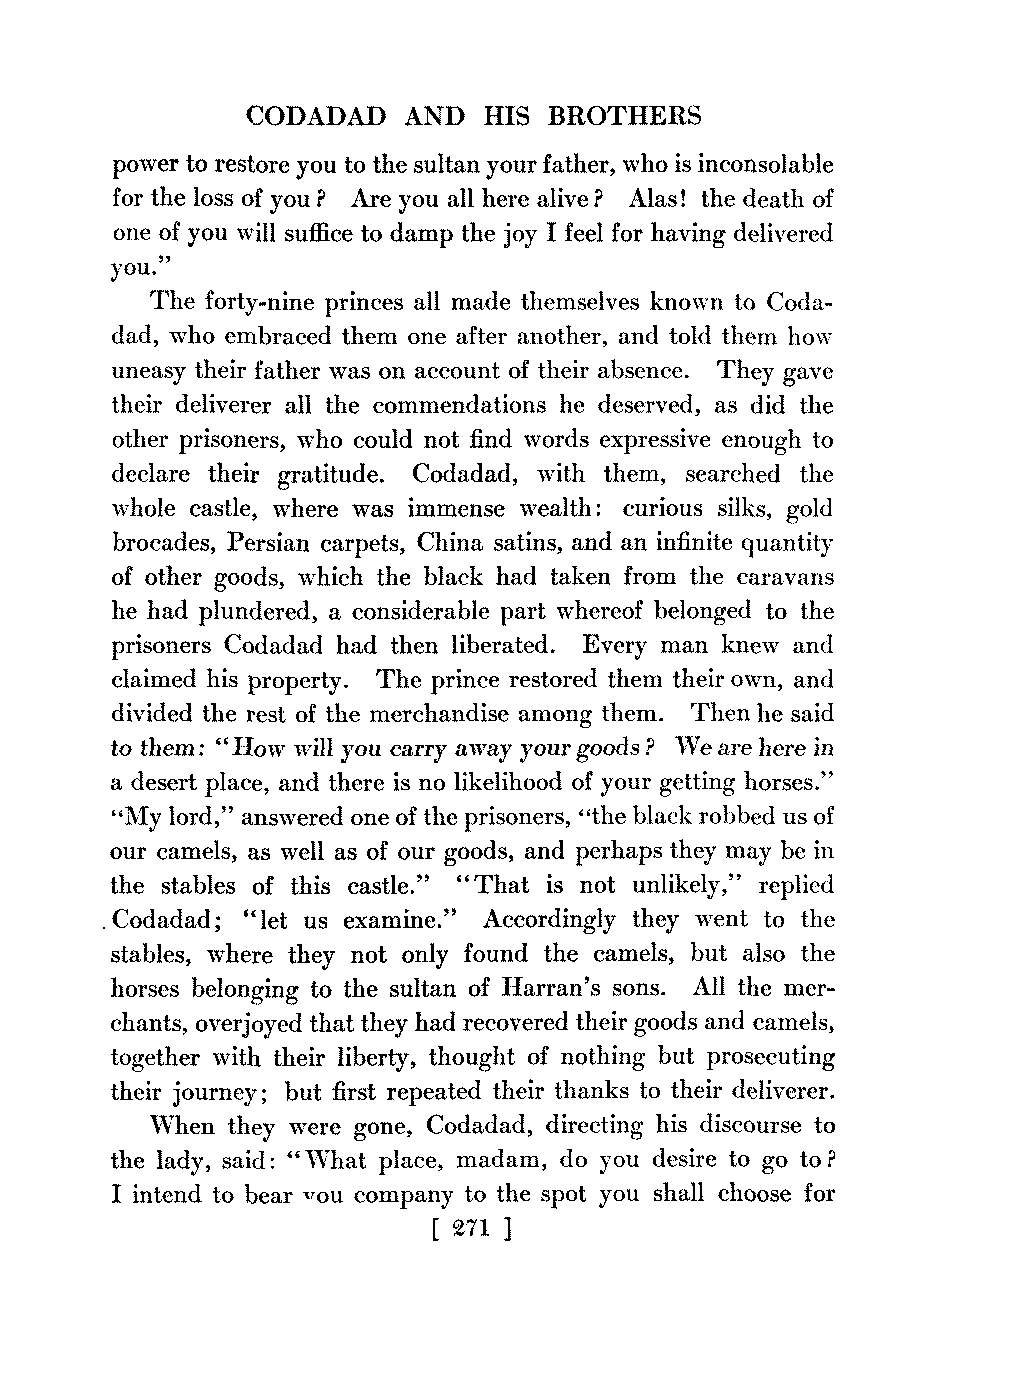 CODADAD AND HIS BROTHERS
power to restore you to the sultan your father, who is inconsolable
for the loss of you? Are you all here alive? Alas! the death of
one of you will suffice to damp the joy I feel for having delivered
you.”
The forty-nine princes all made themselves known to Coda-
dad, who embraced them one after another, and told them how
uneasy their father was on account of their absence. They gave
their deliverer all the commendations he deserved, as did the
other prisoners, who could not find words expressive enough to
declare their gratitude. Codadad, with them, searched the
whole castle, where was immense wealth: curious silks, gold
brocades, Persian carpets, China satins, and an infinite quantity
of other goods, which the black had taken from the caravans
he had plundered, a considerable part whereof belonged to the
prisoners Codadad had then liberated. Every man knew and
claimed his property. The prince restored them their own, and
divided the rest of the merchandise among them. Then he said
to them: “How will you carry away your goods? We are here in
a desert place, and there is no likelihood of your getting horses.”
“My lord,” answered one of the prisoners, “the black robbed us of
our camels, as well as of our goods, and perhaps they may be in
the stables of this castle.” “That is not unlikely,” replied
Codadad; “let us examine.” Accordingly they went to the
stables, where they not only found the camels, but also the
horses belonging to the sultan of Harran’s sons. All the mer-
chants, overjoyed that they had recovered their goods and camels,
together with their liberty, thought of nothing but prosecuting
their journey; but first repeated their thanks to their deliverer.
When they were gone, Codadad, directing his discourse to
the lady, said: “What place, madam, do you desire to go to?
I intend to bear you company to the spot you shall choose for
[ 271 ]